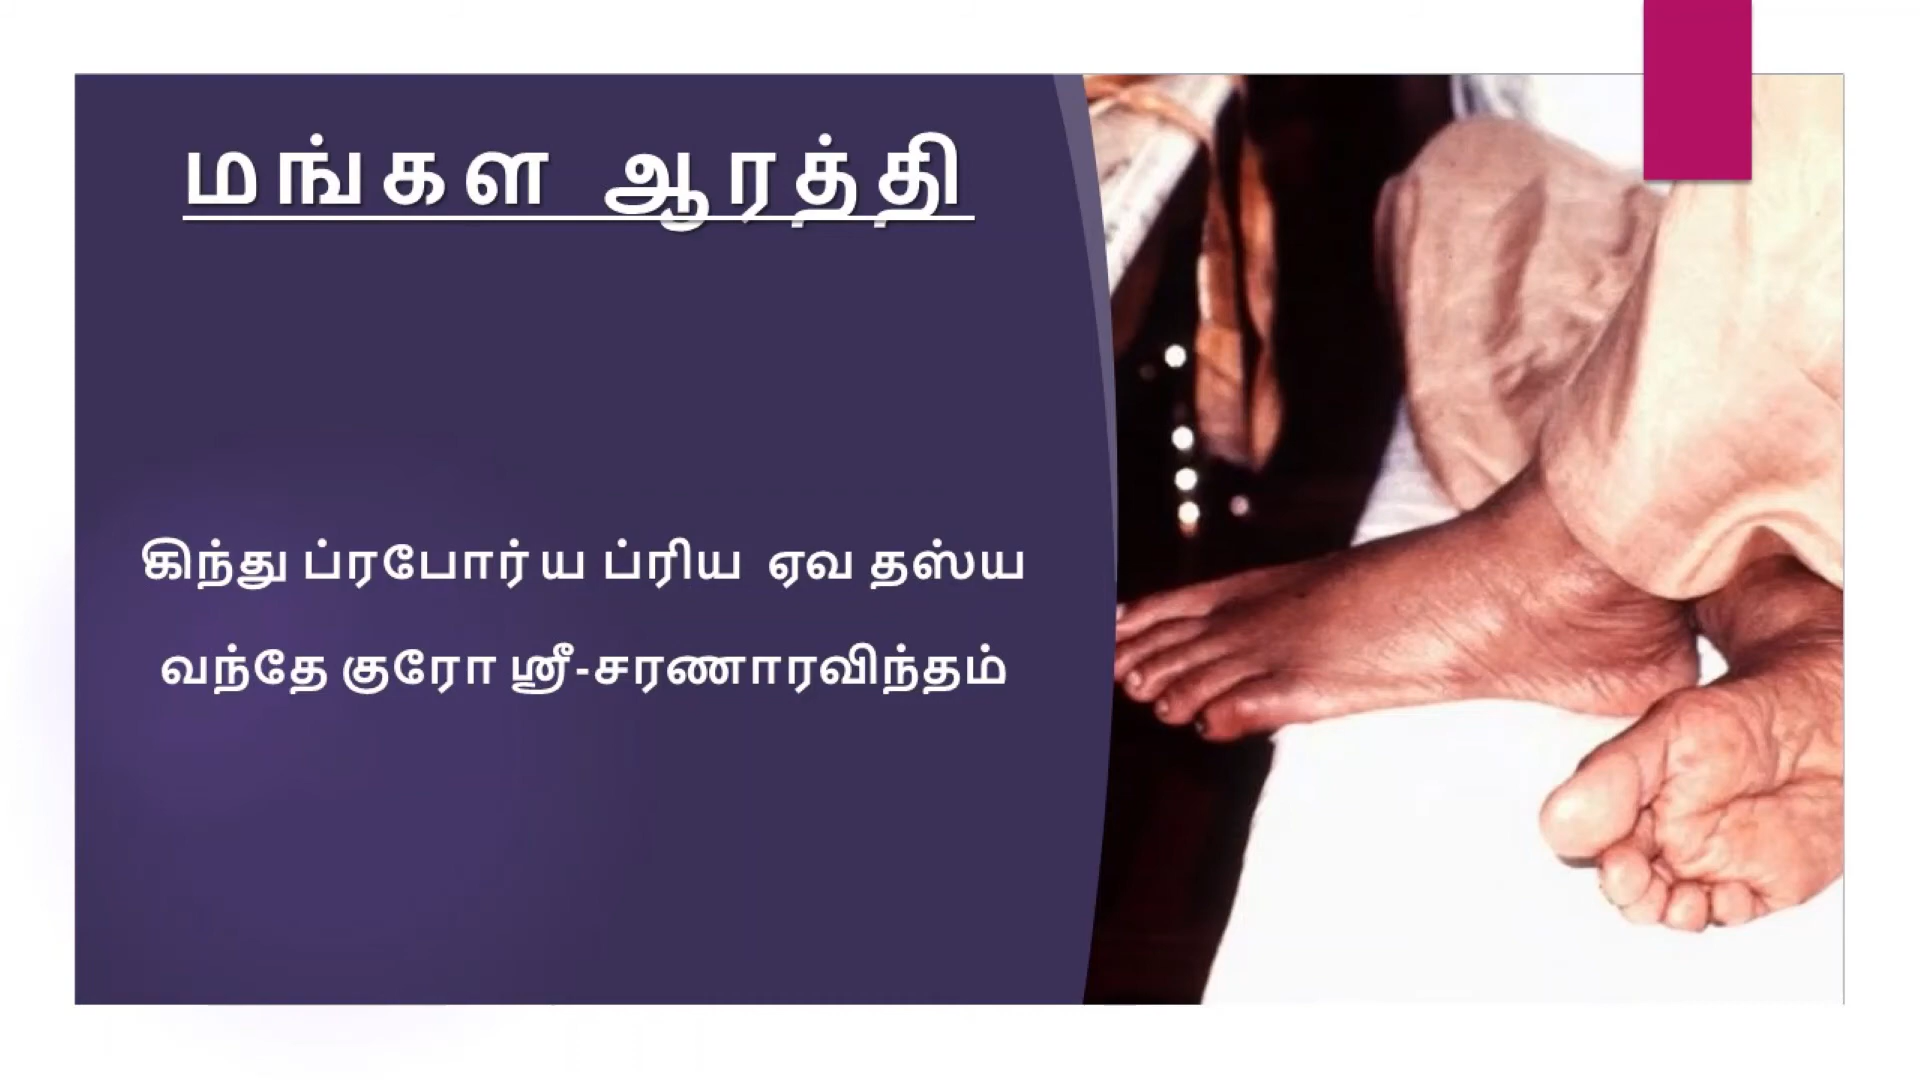 மங்கள ஆரத்தி
கிந்து ப்ரபோர்ய ப்ரிய ஏவ தஸ்ய
வந்தே குரோ ஸ்ரீ-சரணாரவிந்தம்